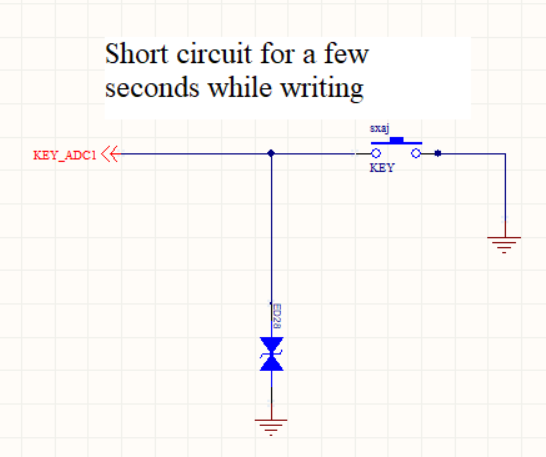 Short circuit for a few
seconds while writing
sxaj
KEY_ADC1
KEY
ED28